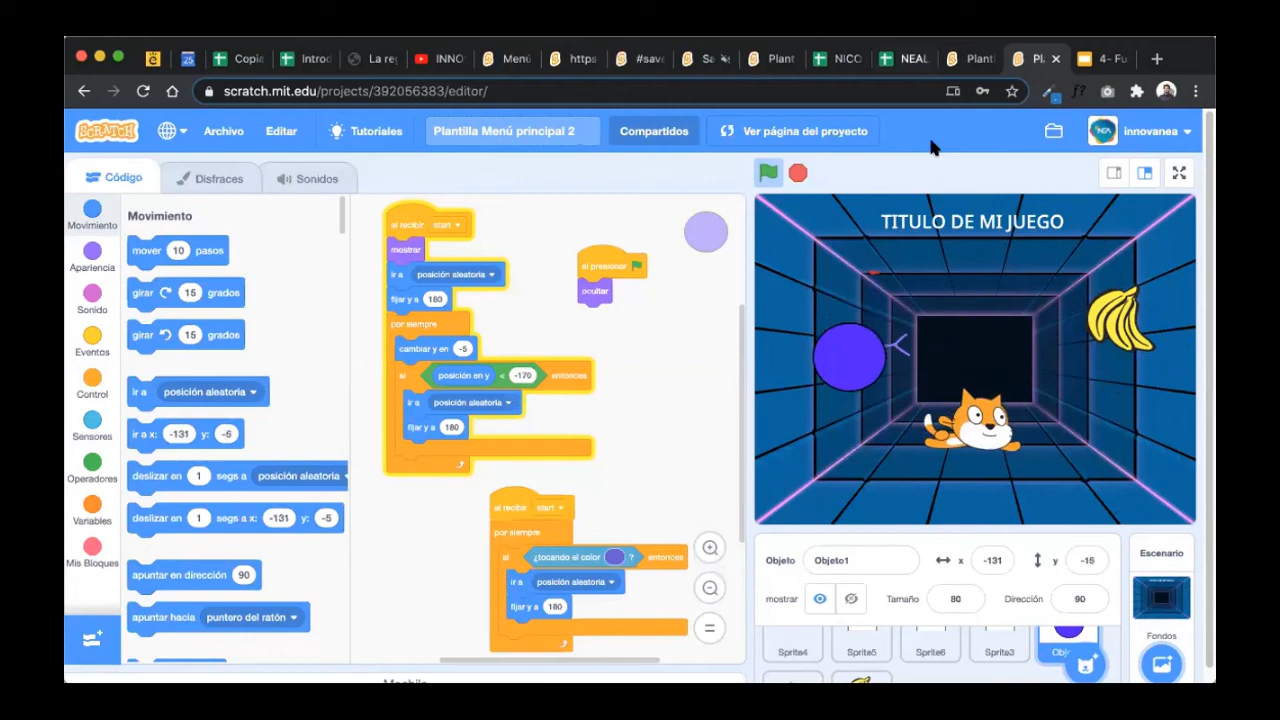 25
Copia
Introd
La re
INNO
Menú
https
#save
Sa
Plant
NICO
NEAL
Planti
Pl
4- Fu
scratch.mit.edu/projects/392056383/editor/
SCRATCH
Archivo
Editar
Tutoriales
Plantilla Menú principal 2
Compartidos
Ver página del proyecto
innovanea
Código
Disfraces
Sonidos
Movimiento
Apariencia
Sonido
Eventos
Control
Sensores
Operadores
Variables
Mis Bloques
Movimiento
mover 10 pasos
girar 15 grados
girar 15 grados
ir a posición aleatoria
ir a x: -131 y: -5
deslizar en 1 segs a posición aleatoria
deslizar en 1 segs a x: -131 y: -5
apuntar en dirección 90
apuntar hacia puntero del ratón
al recibir start
mostrar
ir a posición aleatoria
fijar y a 180
por siempre
cambiar y en -5
si posición en y < -170 entonces
ir a posición aleatoria
fijar y a 180
al presionar
ocultar
al recibir start
por siempre
si ¿tocando el color ? entonces
ir a posición aleatoria
fijar y a 180
TITULO DE MI JUEGO
Objeto
Objeto1
x -131
y -15
mostrar
Tamaño 80
Dirección 90
Sprite4
Sprite5
Sprite6
Sprite3
Escenario
Fondos